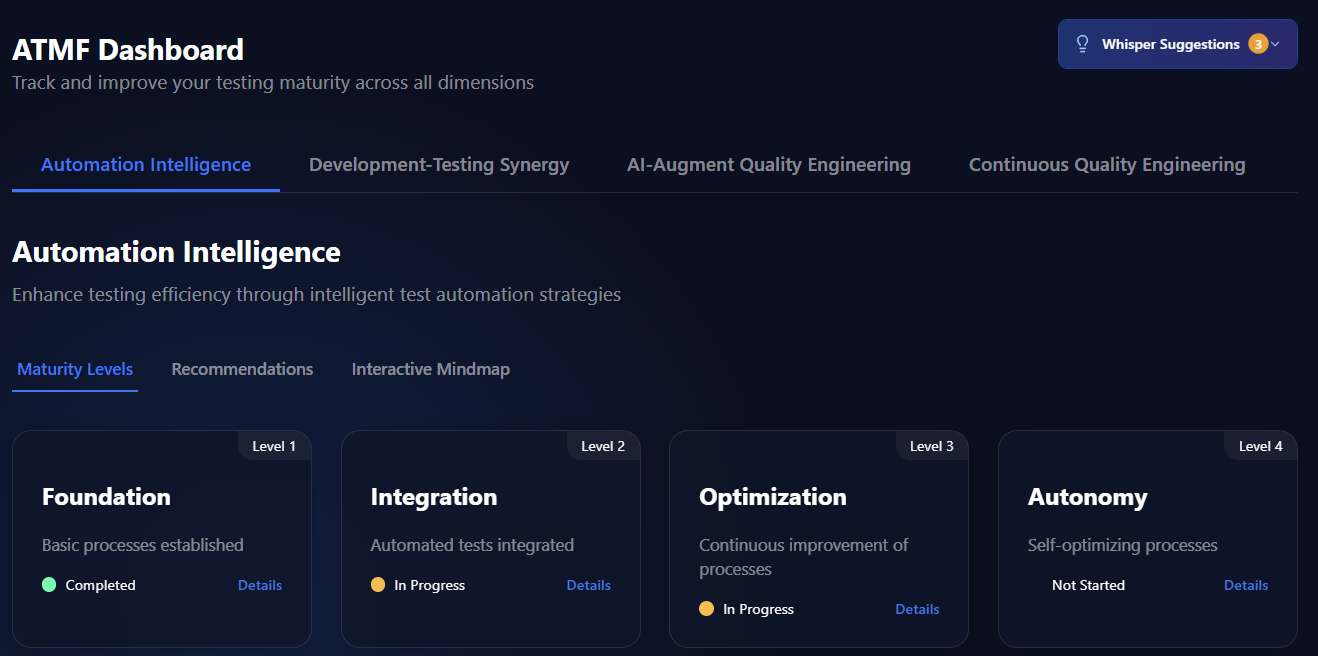 ATMF Dashboard
Track and improve your testing maturity across all dimensions
Whisper Suggestions 3
Automation Intelligence
Development-Testing Synergy
AI-Augment Quality Engineering
Continuous Quality Engineering
Automation Intelligence
Enhance testing efficiency through intelligent test automation strategies
Maturity Levels
Recommendations
Interactive Mindmap
Level 1
Foundation
Basic processes established
Completed
Details
Level 2
Integration
Automated tests integrated
In Progress
Details
Level 3
Optimization
Continuous improvement of
processes
In Progress
Details
Level 4
Autonomy
Self-optimizing processes
Not Started
Details